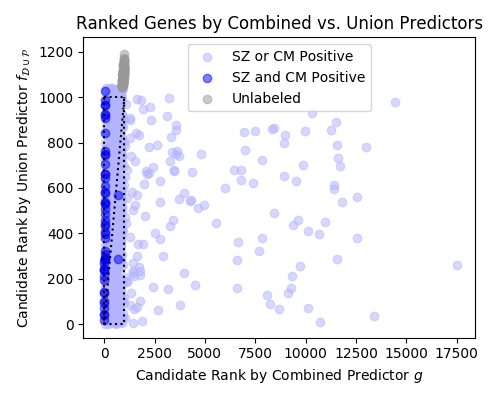 Ranked Genes by Combined vs. Union Predictors
SZ or CM Positive
SZ and CM Positive
Unlabeled
Candidate Rank by Union Predictor f_{𝒟∪𝒫}
1200
1000
800
600
400
200
0
0 2500 5000 7500 10000 12500 15000 17500
Candidate Rank by Combined Predictor g